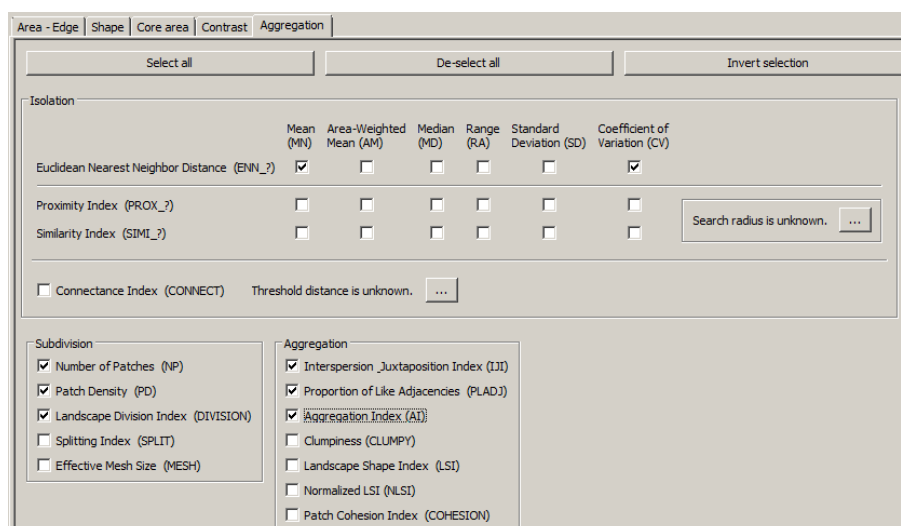 Area - Edge Shape Core area Contrast Aggregation
Select all De-select all Invert selection
Isolation
Mean Area-Weighted Median Range Standard Coefficient of
(MN) Mean (AM) (MD) (RA) Deviation (SD) Variation (CV)
Euclidean Nearest Neighbor Distance (ENN_?)
Proximity Index (PROX_?)
Search radius is unknown. ...
Similarity Index (SIMI_?)
Connectance Index (CONNECT) Threshold distance is unknown. ...
Subdivision
Number of Patches (NP)
Patch Density (PD)
Landscape Division Index (DIVISION)
Splitting Index (SPLIT)
Effective Mesh Size (MESH)
Aggregation
Interspersion_Juxtaposition Index (IJI)
Proportion of Like Adjacencies (PLADJ)
Aggregation Index (AI)
Clumpiness (CLUMPY)
Landscape Shape Index (LSI)
Normalized LSI (NLSI)
Patch Cohesion Index (COHESION)